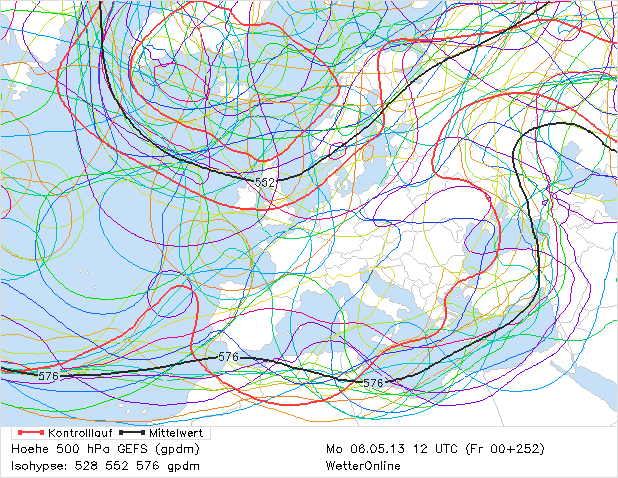 552
576
576
576
Kontrolllauf Mittelwert
Hoehe 500 hPa GEFS (gpdm) Mo 06.05.13 12 UTC (Fr 00+252)
Isohypse: 528 552 576 gpdm WetterOnline